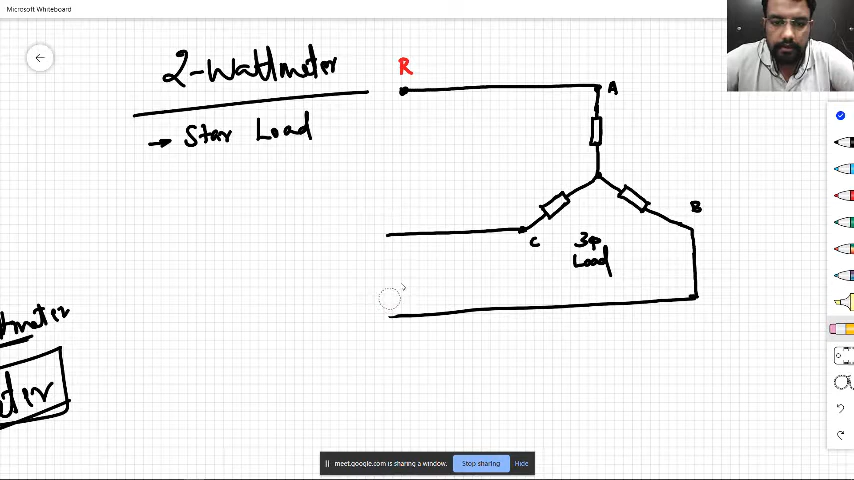 Microsoft Whiteboard
2-Wattmeter
R
A
→ Star Load
B
C
3φ
Load
meet.google.com is sharing a window.
Stop sharing
Hide